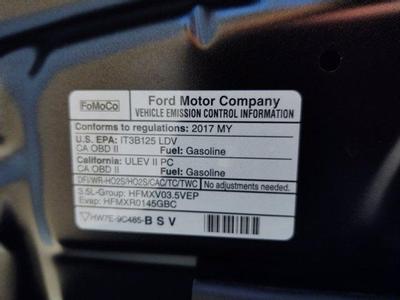 FoMoCo
Ford Motor Company
VEHICLE EMISSION CONTROL INFORMATION
Conforms to regulations: 2017 MY
U.S. EPA: IT3B125 LDV
CA OBD II Fuel: Gasoline
California: ULEV II PC
CA OBD II Fuel: Gasoline
DFI/WR-HO2S/HO2S/CAC/TC/TWC No adjustments needed.
3.5L-Group: HFMXV03.5VEP
Evap: HFMXR0145GBC
HW7E-9C485-BSV